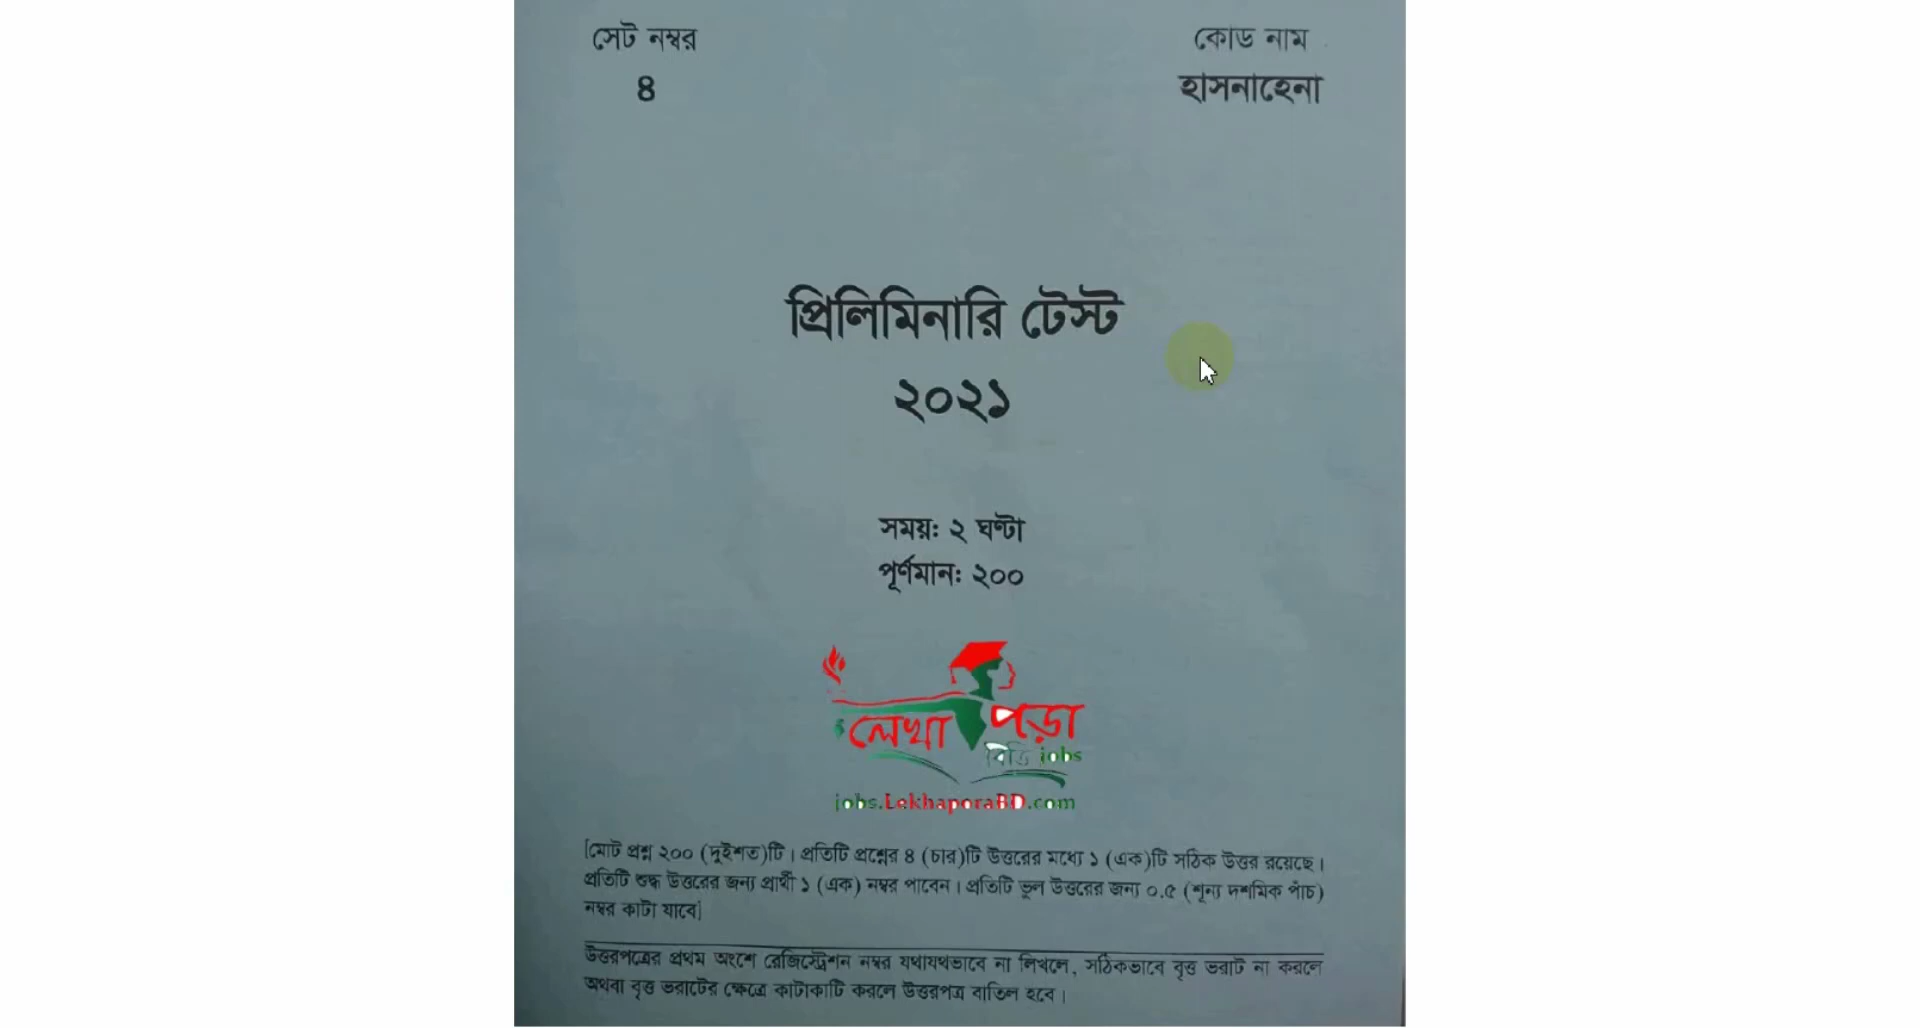 সেট নম্বর
কোড নাম
৪
হাসনাহেনা
প্রিলিমিনারি টেস্ট
২০২১
সময়: ২ ঘণ্টা
পূর্ণমান: ২০০
লেখা পড়া
বিডি jobs
jobs.LekhaporaBD.com
[মোট প্রশ্ন ২০০ (দুইশত)টি। প্রতিটি প্রশ্নের ৪ (চার)টি উত্তরের মধ্যে ১ (এক)টি সঠিক উত্তর রয়েছে।
প্রতিটি শুদ্ধ উত্তরের জন্য প্রার্থী ১ (এক) নম্বর পাবেন। প্রতিটি ভুল উত্তরের জন্য ০.৫ (শূন্য দশমিক পাঁচ)
নম্বর কাটা যাবে]
উত্তরপত্রের প্রথম অংশে রেজিস্ট্রেশন নম্বর যথাযথভাবে না লিখলে, সঠিকভাবে বৃত্ত ভরাট না করলে
অথবা বৃত্ত ভরাটের ক্ষেত্রে কাটাকাটি করলে উত্তরপত্র বাতিল হবে।